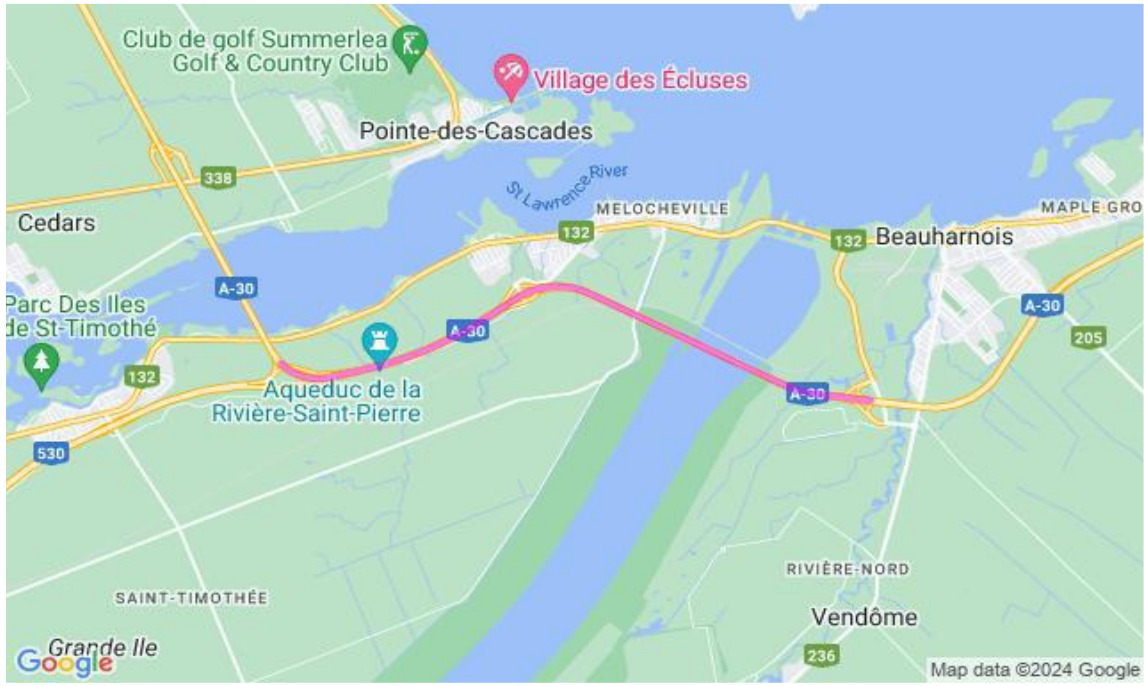 Club de golf Summerlea
Golf & Country Club
Village des Écluses
Pointe-des-Cascades
338
St Lawrence River
MELOCHEVILLE
MAPLE GRO
Cedars
132
132
Beauharnois
A-30
Parc Des Iles
de St-Timothé
A-30
A-30
205
132
Aqueduc de la
Rivière-Saint-Pierre
A-30
530
RIVIÈRE-NORD
SAINT-TIMOTHÉE
Vendôme
Grande Ile
Google
236
Map data ©2024 Google